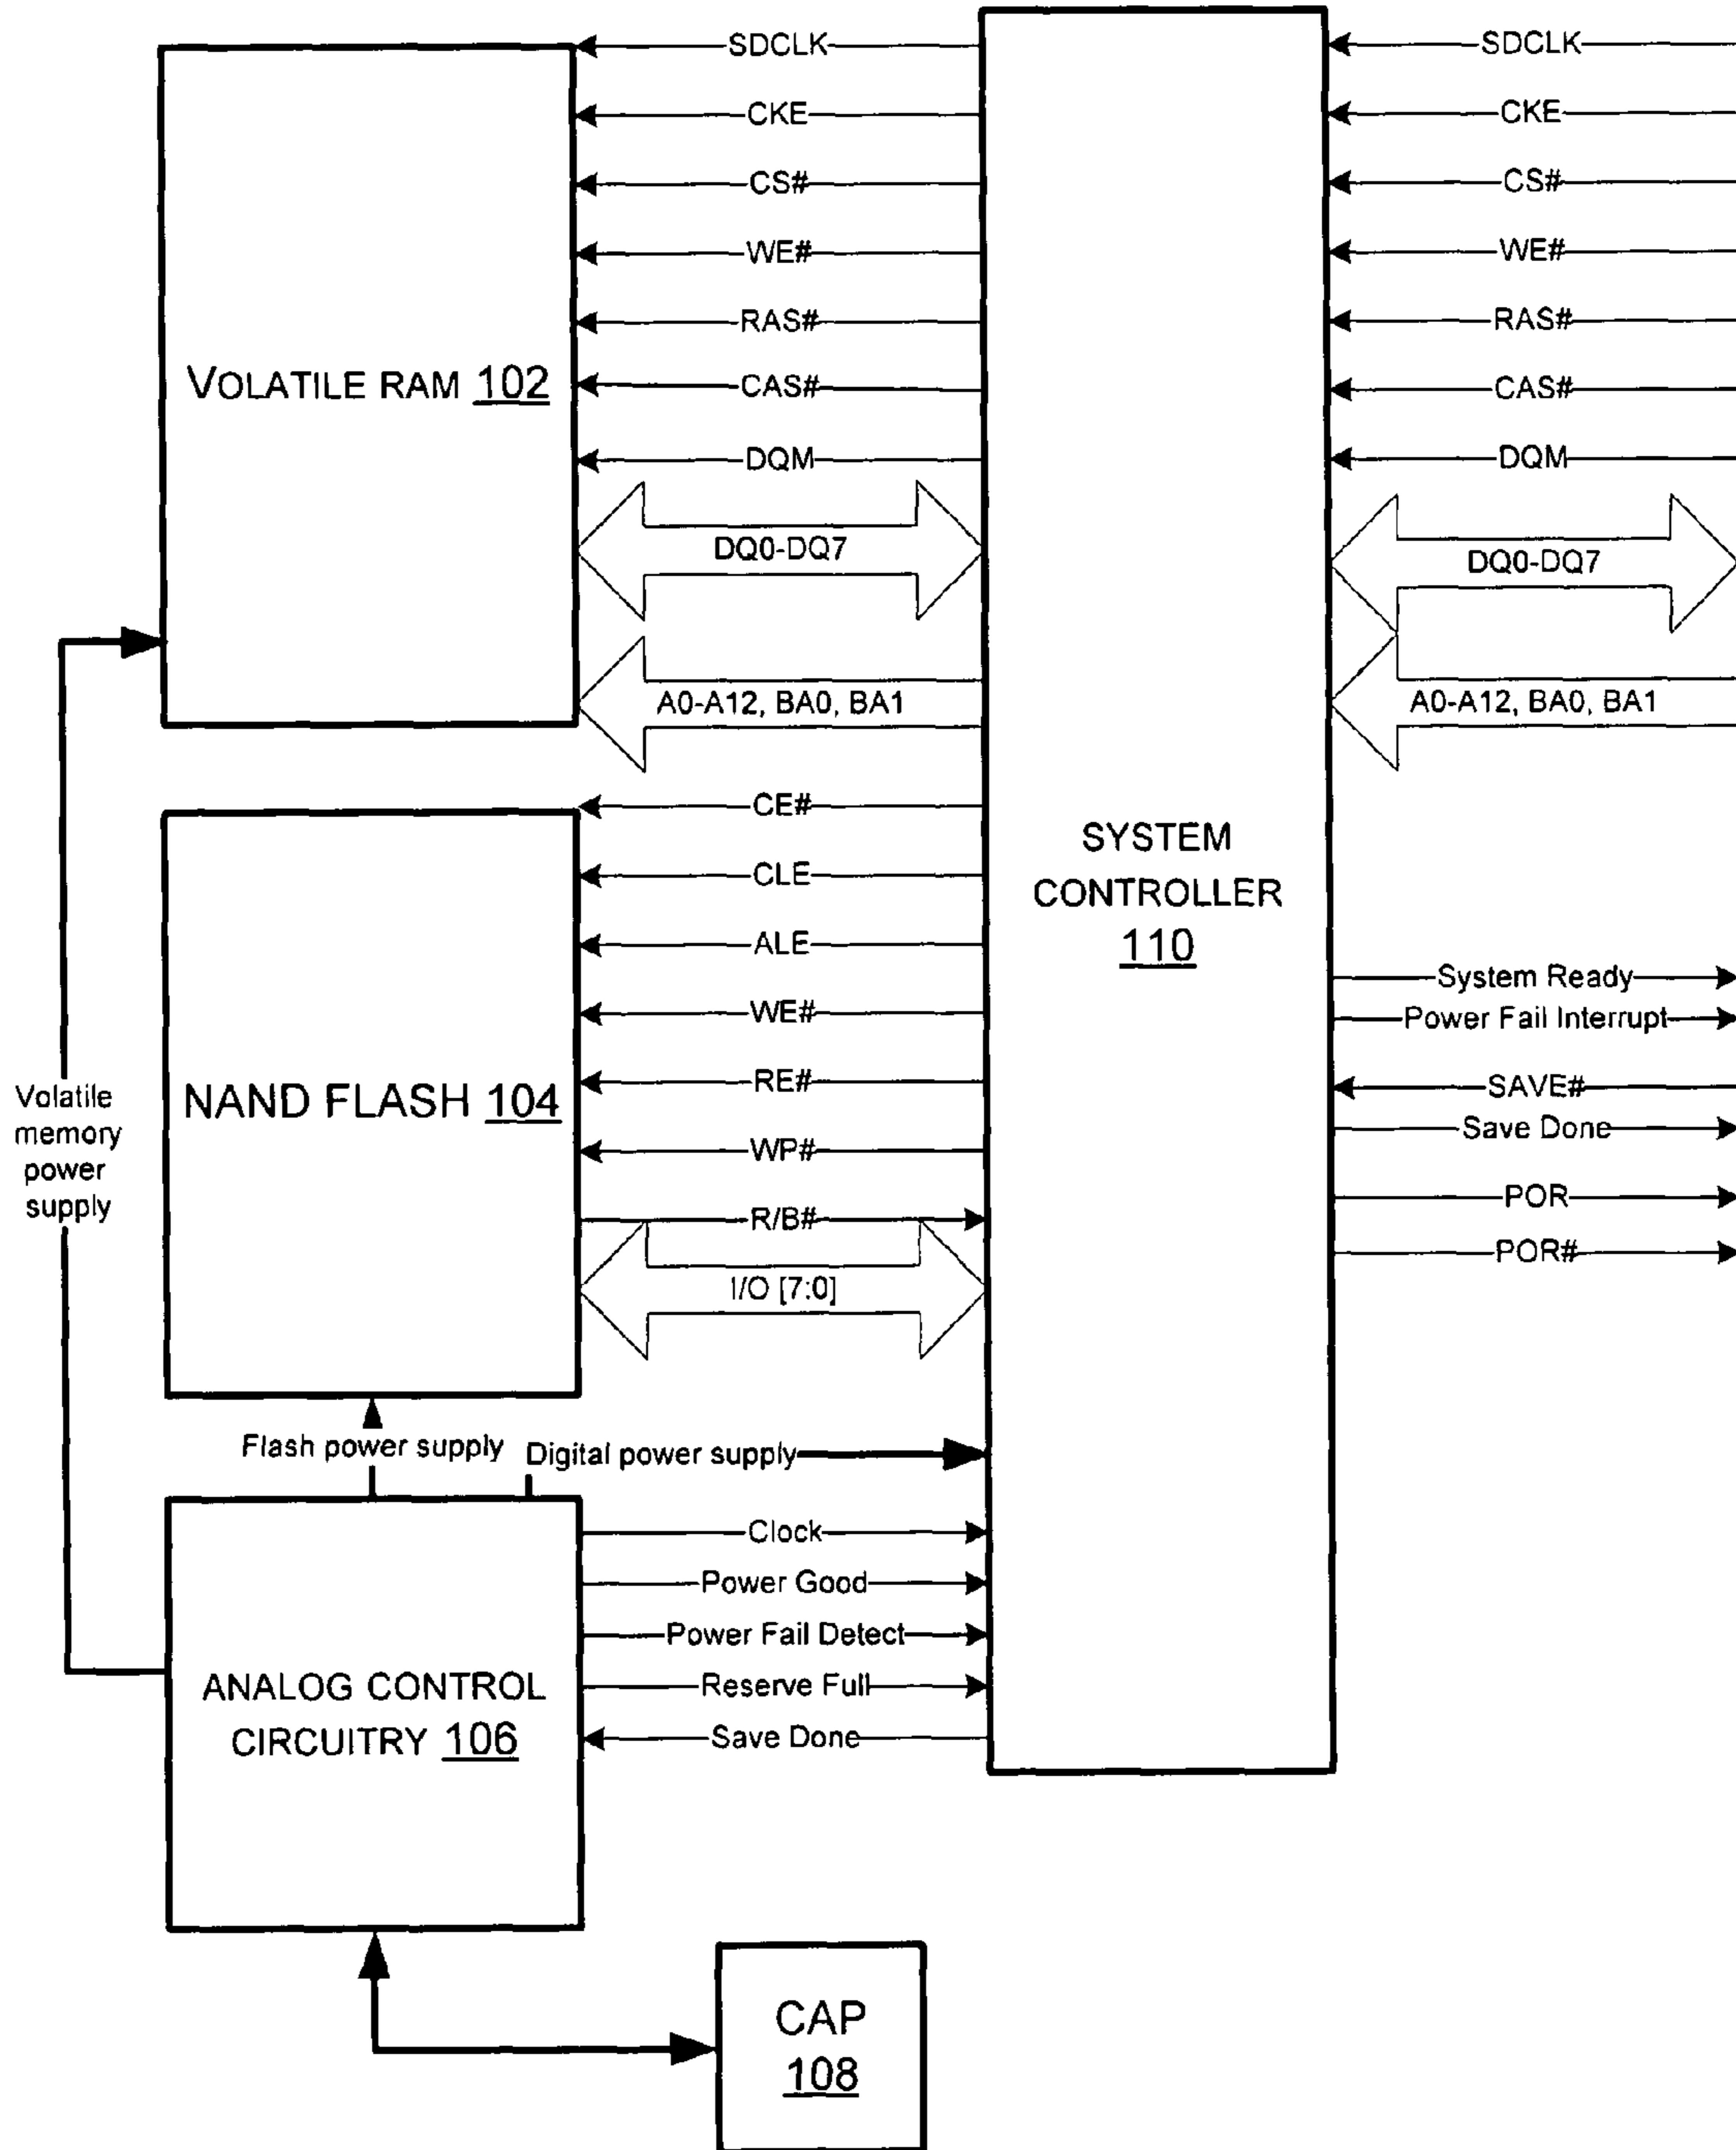 SDCLK
CKE
CS#
WE#
RAS#
CAS#
DQM
DQ0-DQ7
A0-A12, BA0, BA1
VOLATILE RAM 102
SDCLK
CKE
CS#
WE#
RAS#
CAS#
DQM
DQ0-DQ7
A0-A12, BA0, BA1
SYSTEM
CONTROLLER
110
CE#
CLE
ALE
WE#
RE#
WP#
R/B#
I/O [7:0]
NAND FLASH 104
System Ready
Power Fail Interrupt
SAVE#
Save Done
POR
POR#
Volatile
memory
power
supply
Flash power supply
Digital power supply
Clock
Power Good
Power Fail Detect
Reserve Full
Save Done
ANALOG CONTROL
CIRCUITRY 106
CAP
108